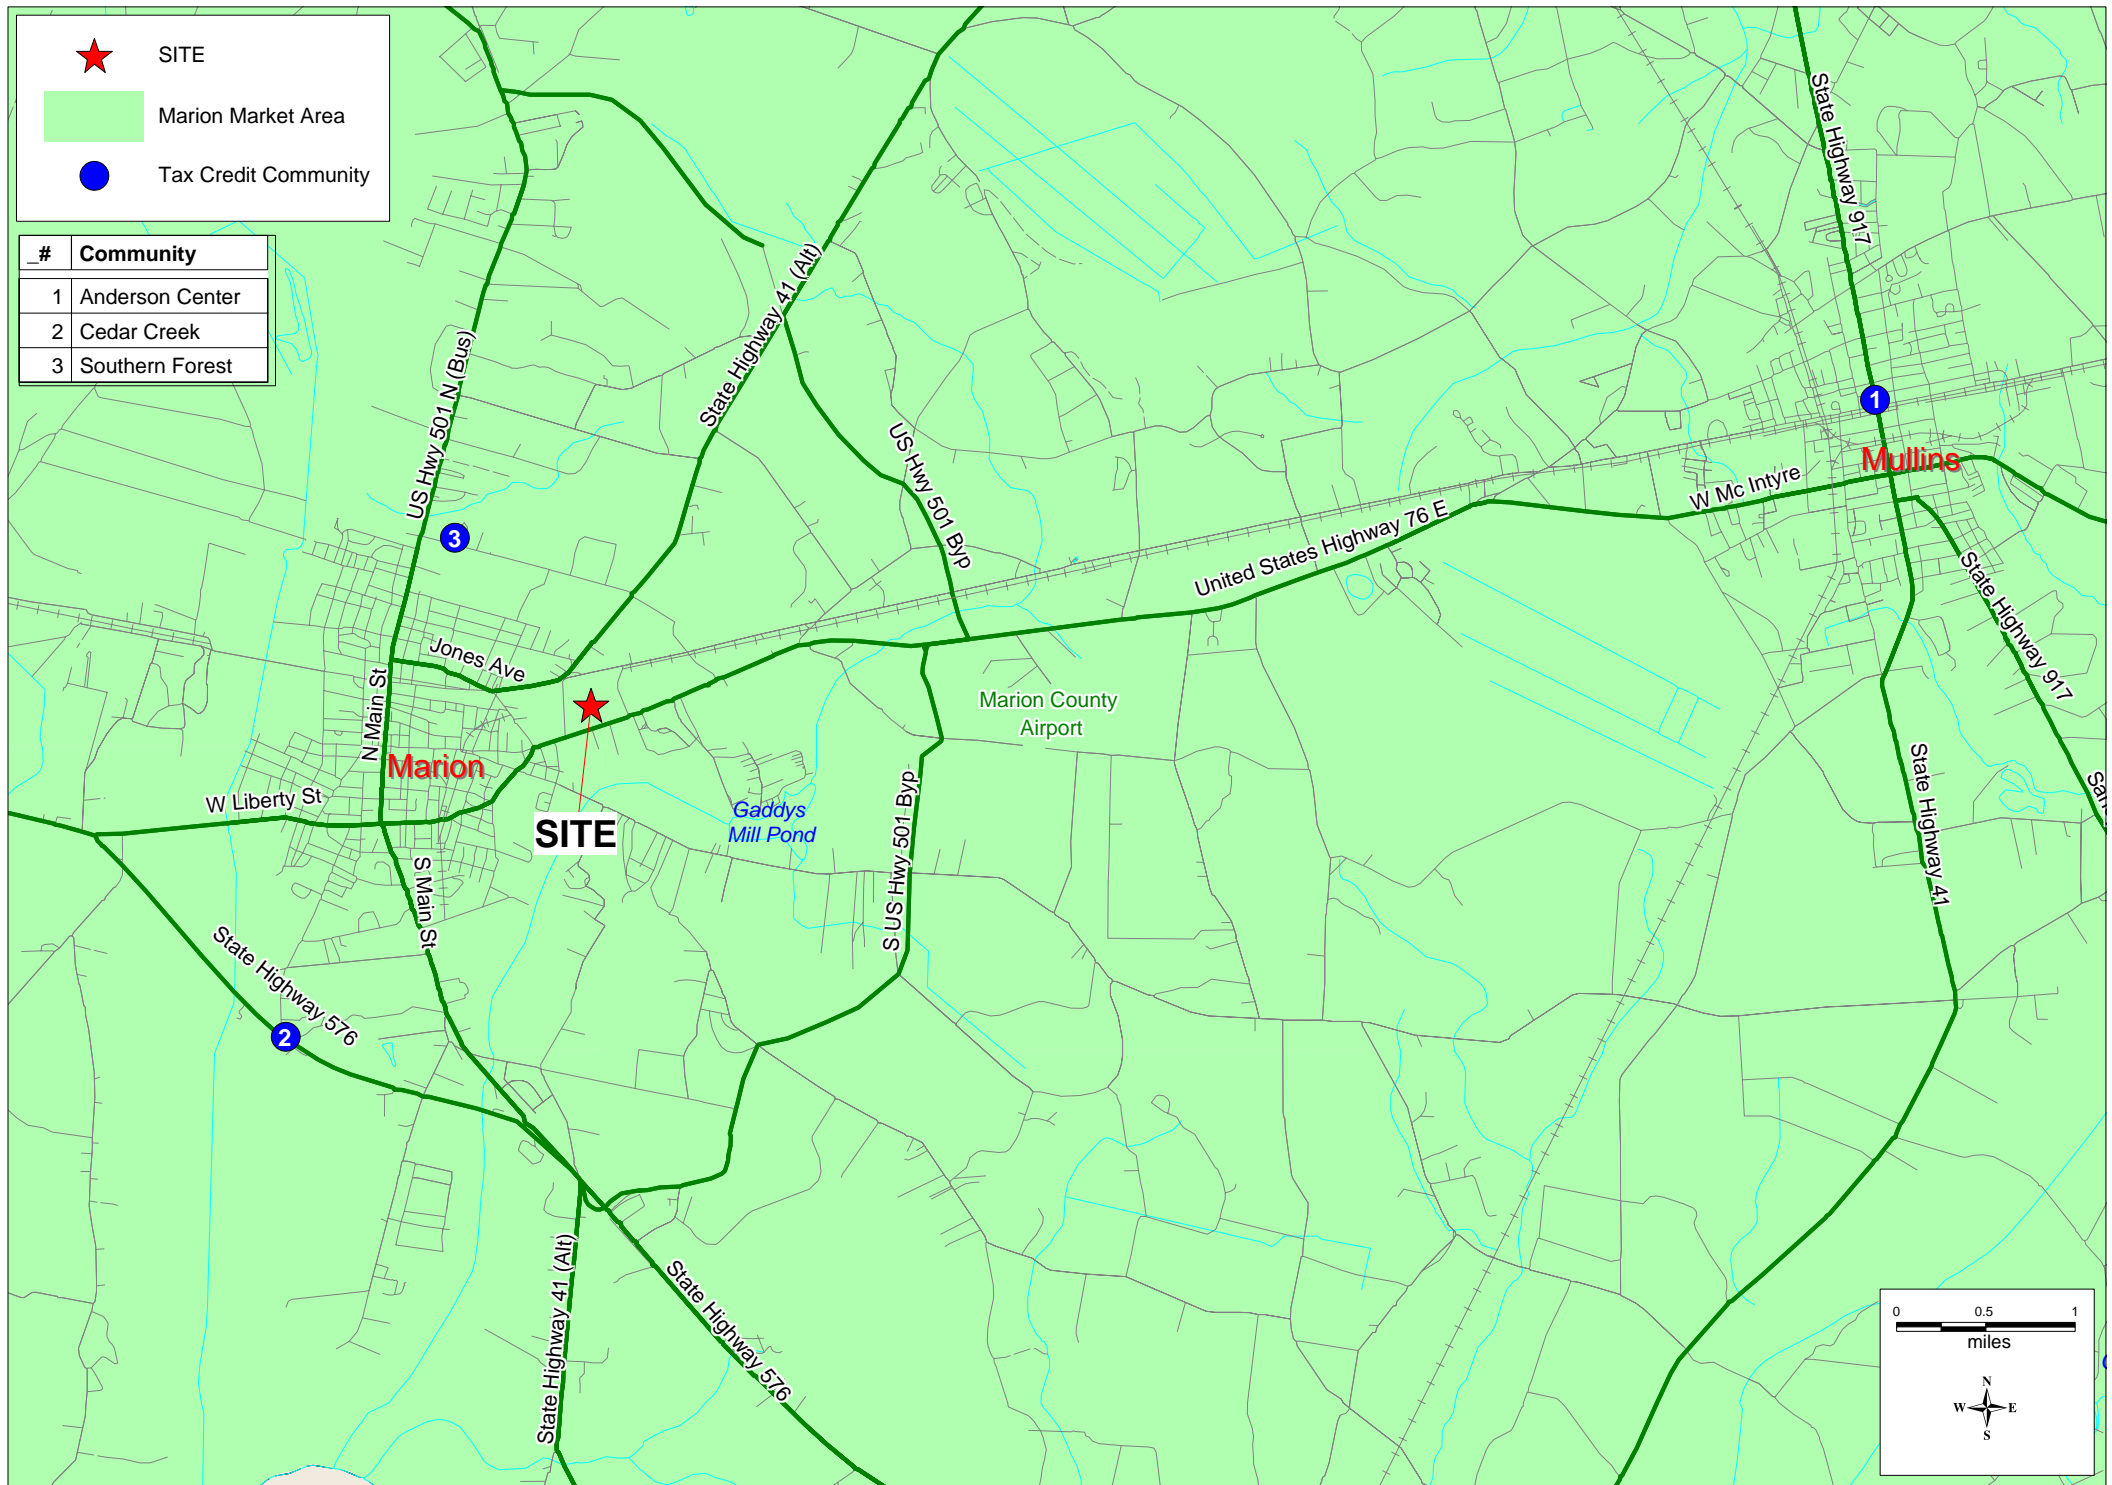 SITE
Marion Market Area
Tax Credit Community
_# Community
1 Anderson Center
2 Cedar Creek
3 Southern Forest
State Highway 917
US Hwy 501 N (Bus)
State Highway 41 (Alt)
US Hwy 501 Byp
1
Mullins
W Mc Intyre
3
United States Highway 76 E
State Highway 917
Jones Ave
N Main St
Marion County
Airport
Marion
W Liberty St
SITE
Gaddys
Mill Pond
S US Hwy 501 Byp
State Highway 41
S Main St
State Highway 576
2
State Highway 41 (Alt)
State Highway 576
0 0.5 1
miles
N
W E
S